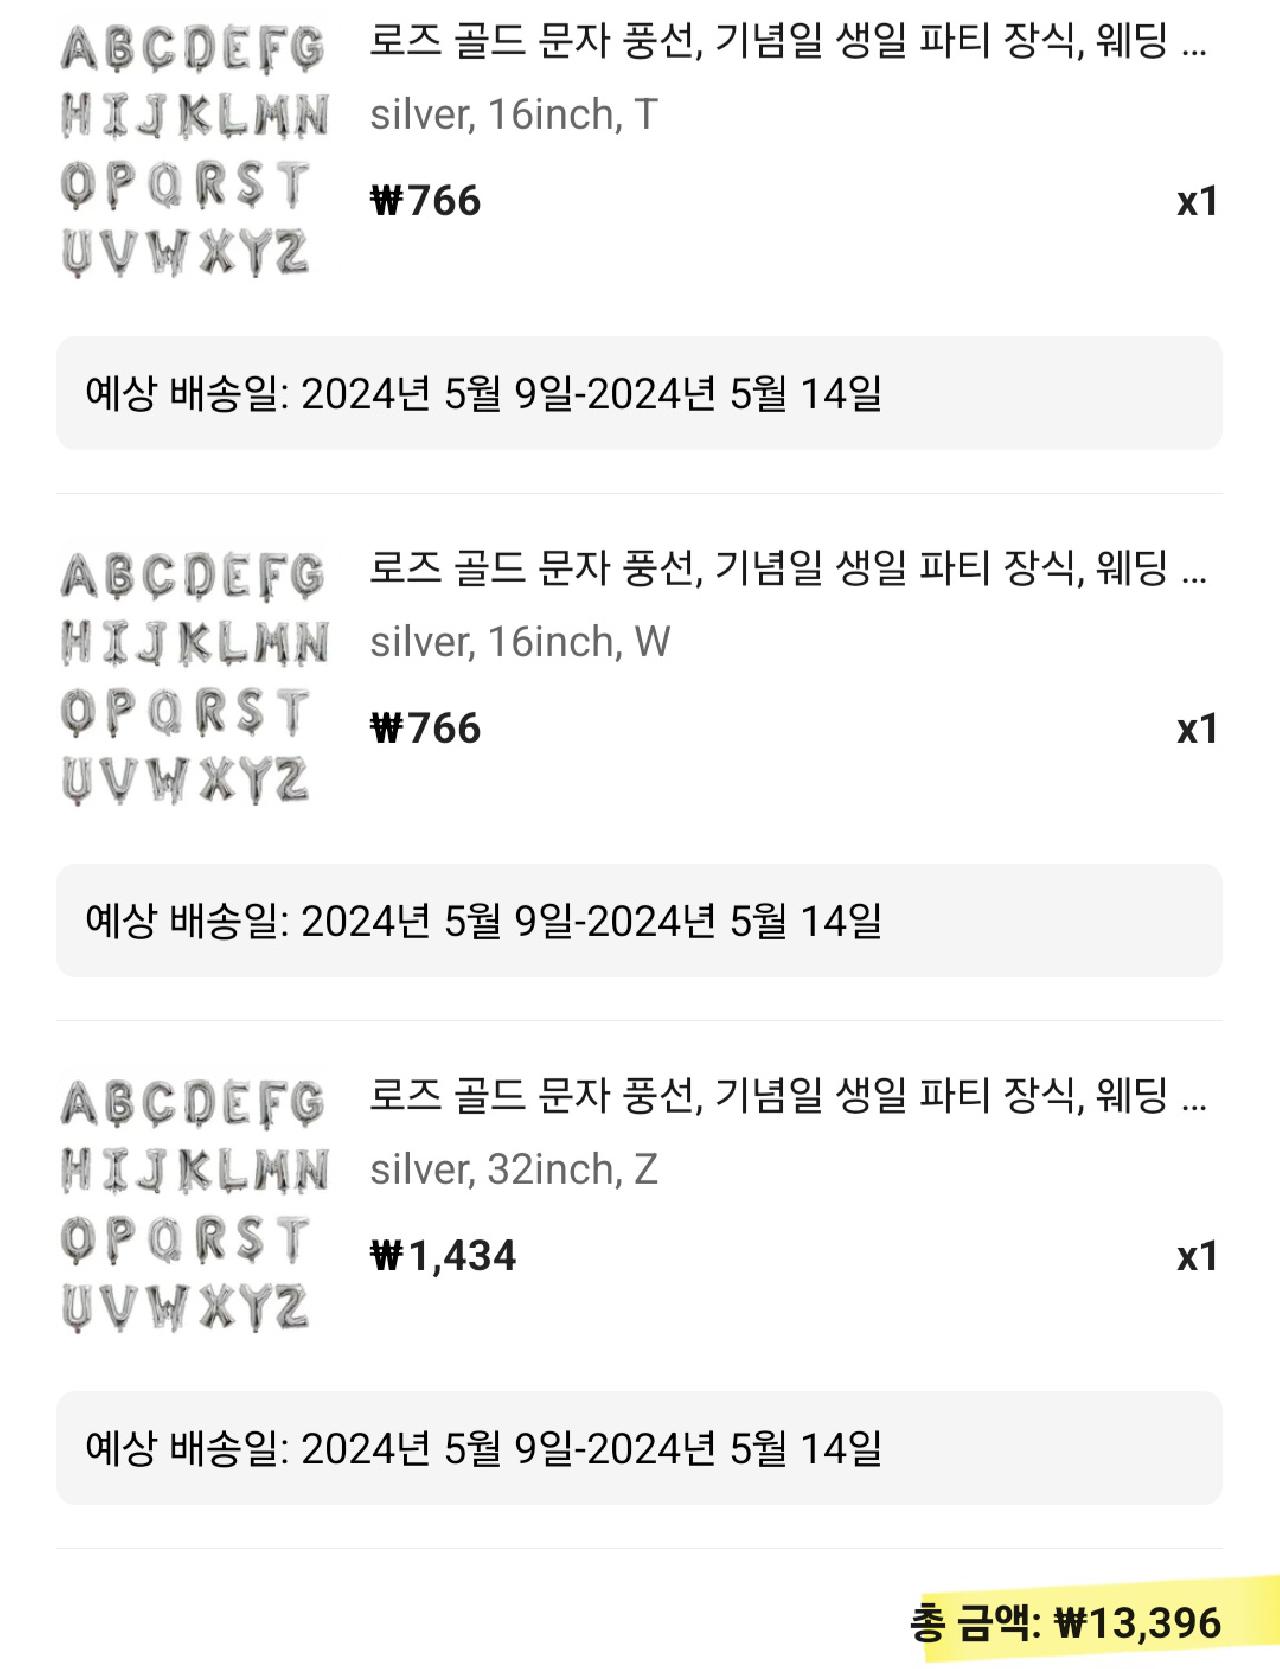 ABCDEFG
HIJKLMN
OPQRST
UVWXYZ
로즈 골드 문자 풍선, 기념일 생일 파티 장식, 웨딩 ...
silver, 16inch, T
₩766 x1
예상 배송일: 2024년 5월 9일-2024년 5월 14일
ABCDEFG
HIJKLMN
OPQRST
UVWXYZ
로즈 골드 문자 풍선, 기념일 생일 파티 장식, 웨딩 ...
silver, 16inch, W
₩766 x1
예상 배송일: 2024년 5월 9일-2024년 5월 14일
ABCDEFG
HIJKLMN
OPQRST
UVWXYZ
로즈 골드 문자 풍선, 기념일 생일 파티 장식, 웨딩 ...
silver, 32inch, Z
₩1,434 x1
예상 배송일: 2024년 5월 9일-2024년 5월 14일
총 금액: ₩13,396